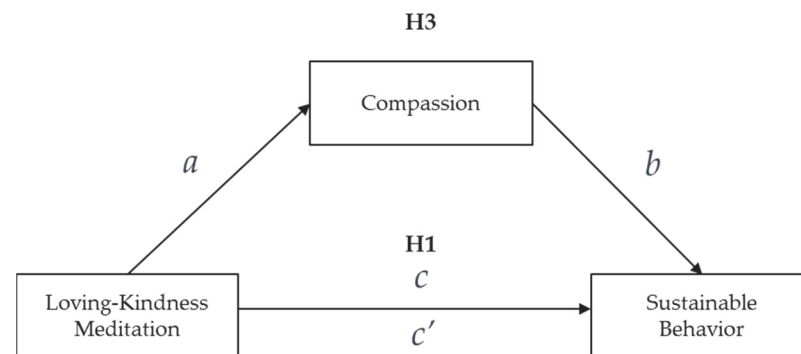 H3
Compassion
a
b
H1
c
Loving-Kindness
Meditation
c′
Sustainable
Behavior